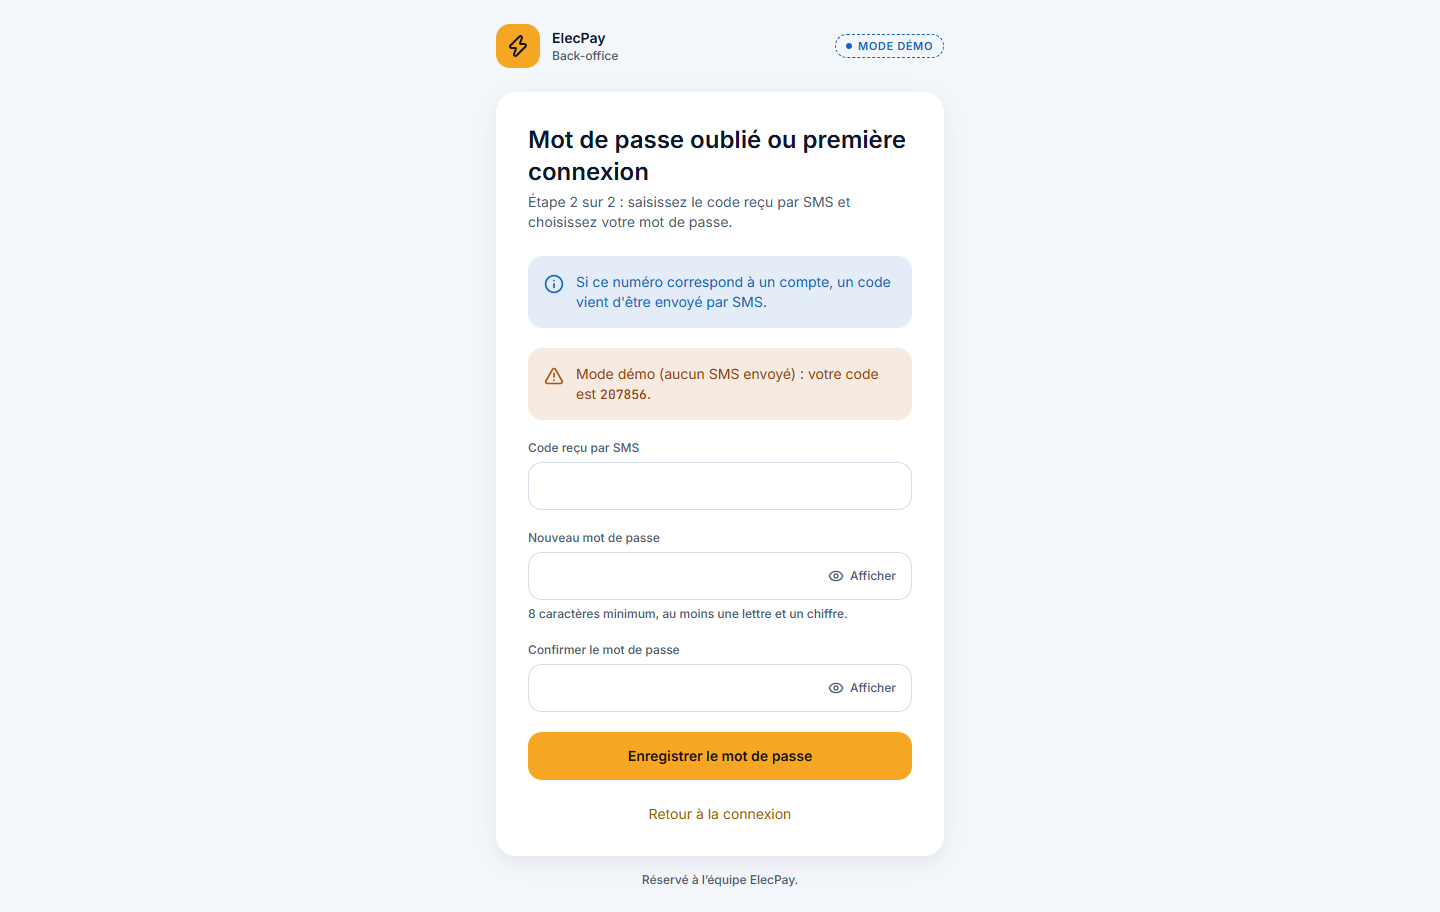 ElecPay
Back-office
MODE DÉMO
Mot de passe oublié ou première
connexion
Étape 2 sur 2 : saisissez le code reçu par SMS et
choisissez votre mot de passe.
Si ce numéro correspond à un compte, un code
vient d'être envoyé par SMS.
Mode démo (aucun SMS envoyé) : votre code
est 207856.
Code reçu par SMS
Nouveau mot de passe
Afficher
8 caractères minimum, au moins une lettre et un chiffre.
Confirmer le mot de passe
Afficher
Enregistrer le mot de passe
Retour à la connexion
Réservé à l’équipe ElecPay.